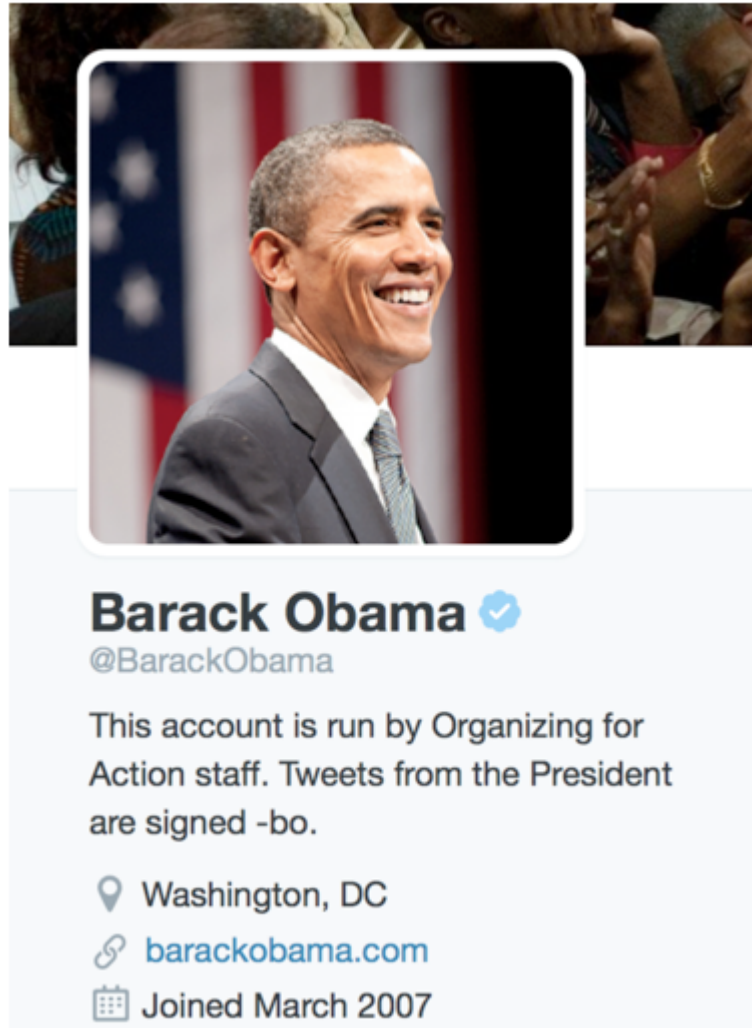 Barack Obama
@BarackObama
This account is run by Organizing for
Action staff. Tweets from the President
are signed -bo.
Washington, DC
barackobama.com
Joined March 2007